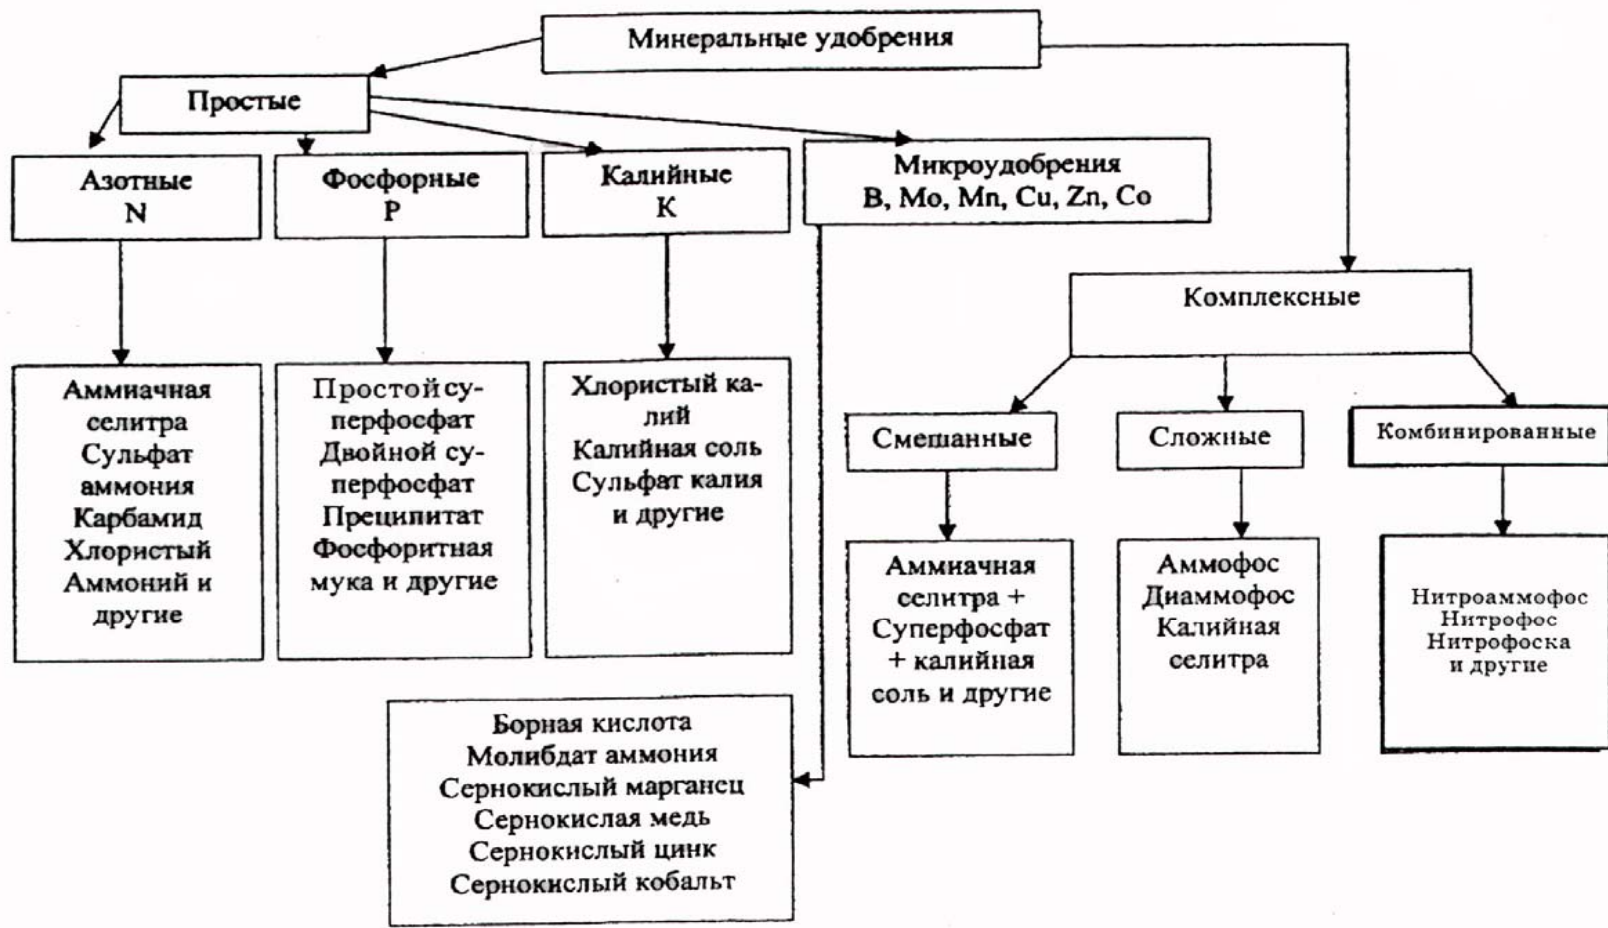 Минеральные удобрения
Простые
Азотные
N
Фосфорные
P
Калийные
К
Микроудобрения
B, Mo, Mn, Cu, Zn, Co
Комплексные
Аммиачная
селитра
Сульфат
аммония
Карбамид
Хлористый
Аммоний и
другие
Простой су-
перфосфат
Двойной су-
перфосфат
Преципитат
Фосфоритная
мука и другие
Хлористый ка-
лий
Калийная соль
Сульфат калия
и другие
Смешанные
Сложные
Комбинированные
Аммиачная
селитра +
Суперфосфат
+ калийная
соль и другие
Аммофос
Диаммофос
Калийная
селитра
Нитроаммофос
Нитрофос
Нитрофоска
и другие
Борная кислота
Молибдат аммония
Сернокислый марганец
Сернокислая медь
Сернокислый цинк
Сернокислый кобальт